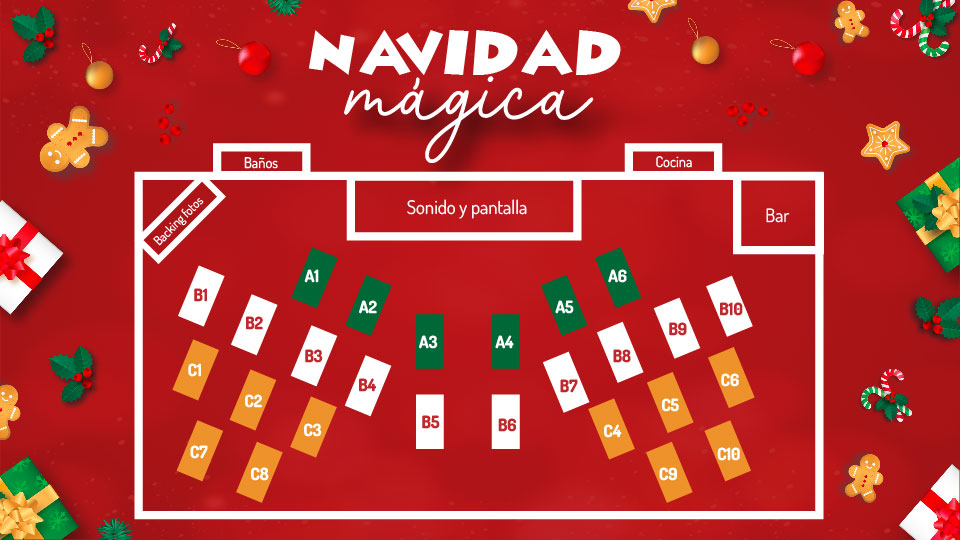 NAVIDAD
mágica
Baños
Cocina
Backing fotos
Sonido y pantalla
Bar
A1
A2
A3
A4
A5
A6
B1
B2
B3
B4
B5
B6
B7
B8
B9
B10
C1
C2
C3
C4
C5
C6
C7
C8
C9
C10